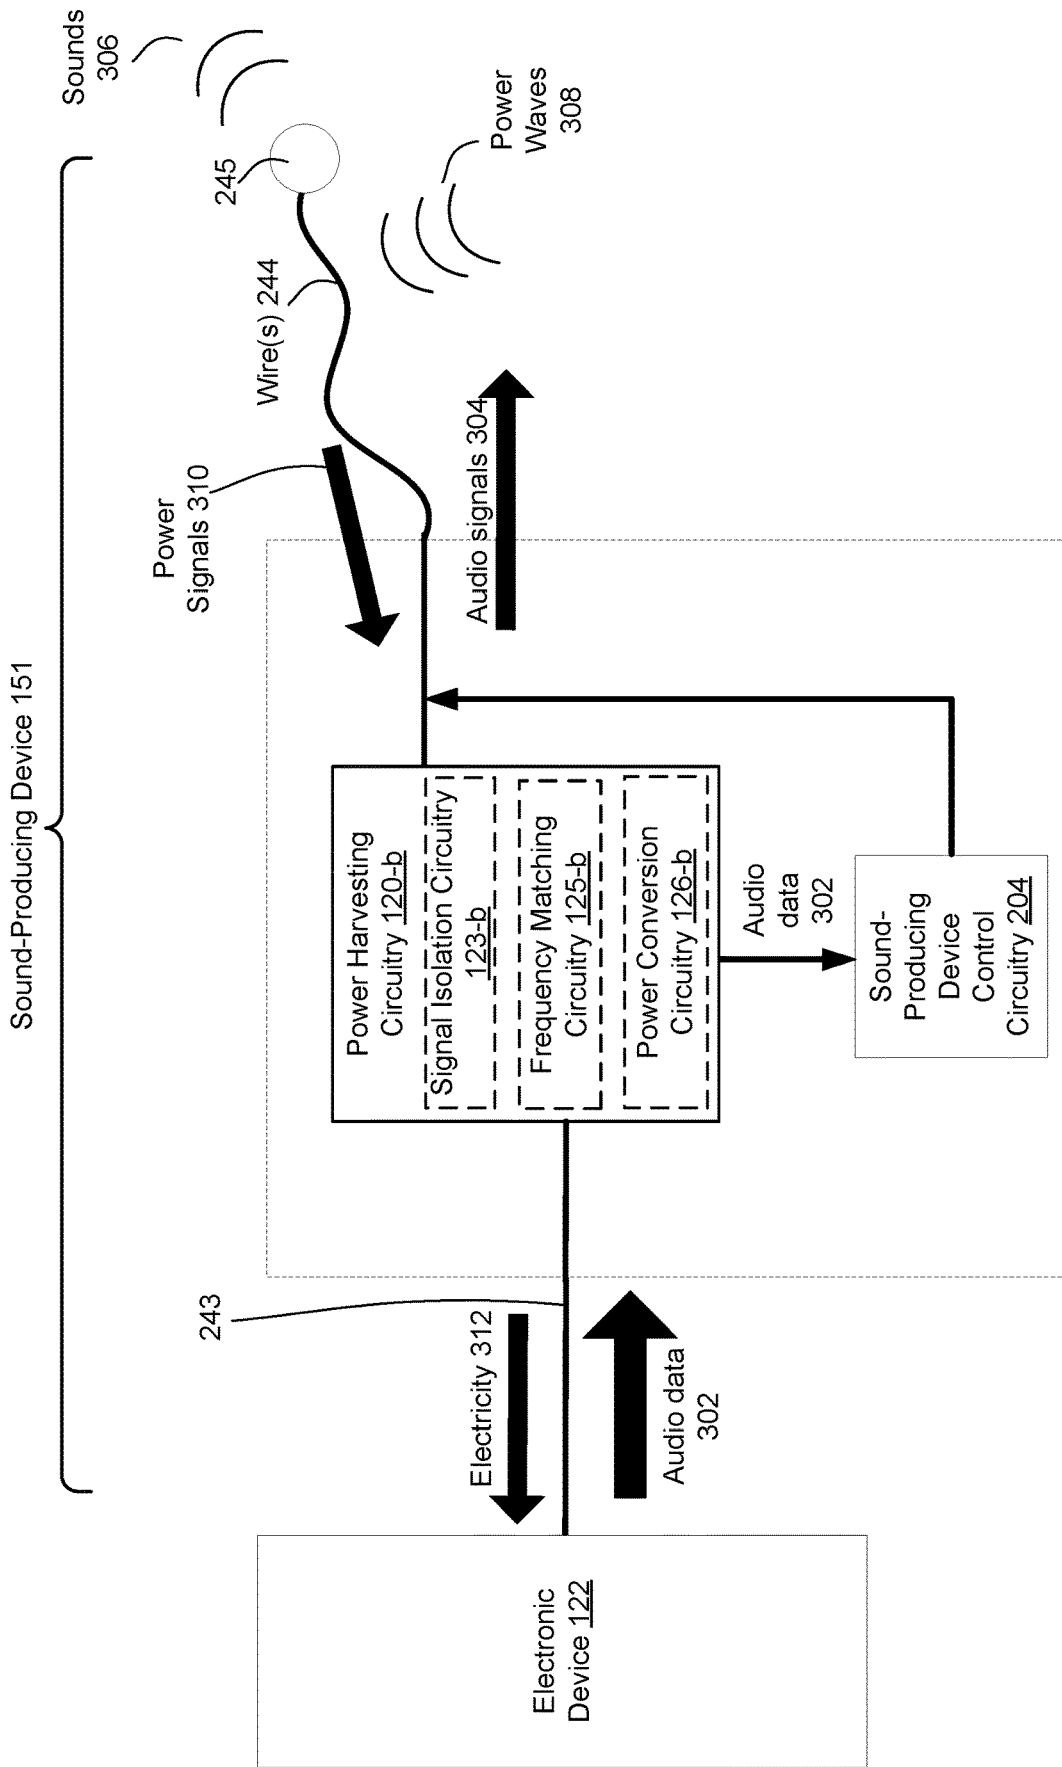 Sound-Producing Device 151
Electronic
Device 122
Electricity 312
243
Audio data
302
Power Harvesting
Circuitry 120-b
Signal Isolation Circuitry
123-b
Frequency Matching
Circuitry 125-b
Power Conversion
Circuitry 126-b
Audio
data
302
Sound-
Producing
Device
Control
Circuitry 204
Power
Signals 310
Audio signals 304
Wire(s) 244
245
Sounds
306
Power
Waves
308